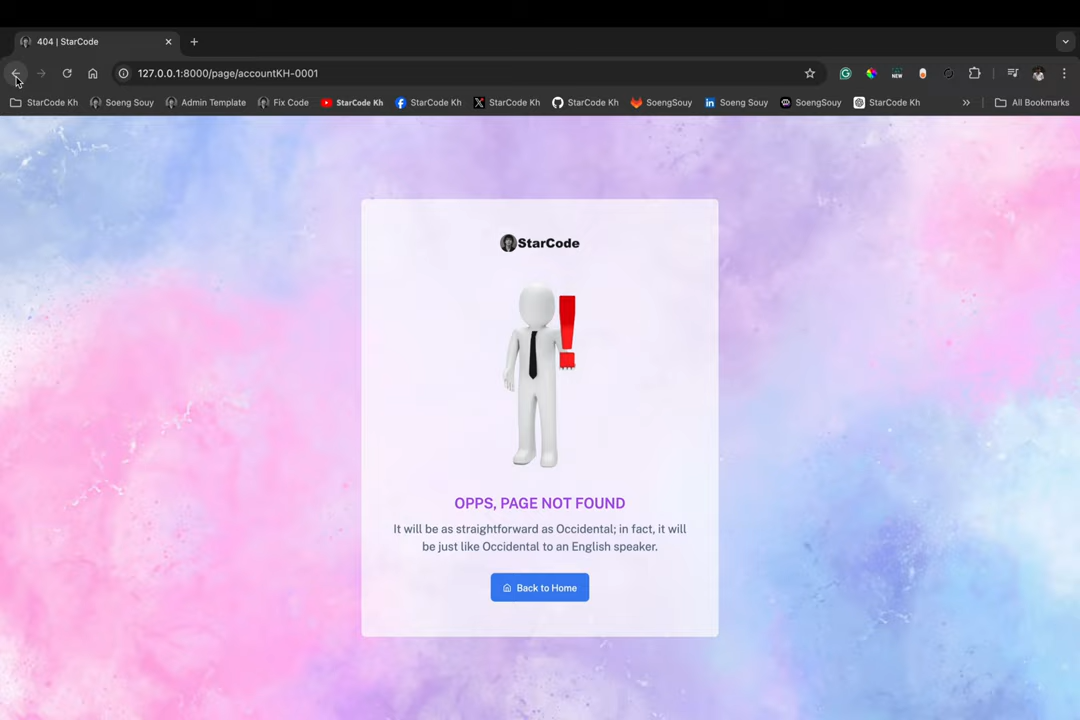 404 | StarCode
127.0.0.1:8000/page/accountKH-0001
NEW
StarCode Kh Soeng Souy Admin Template Fix Code StarCode Kh StarCode Kh StarCode Kh StarCode Kh SoengSouy Soeng Souy SoengSouy StarCode Kh » All Bookmarks
StarCode
OPPS, PAGE NOT FOUND
It will be as straightforward as Occidental; in fact, it will
be just like Occidental to an English speaker.
Back to Home